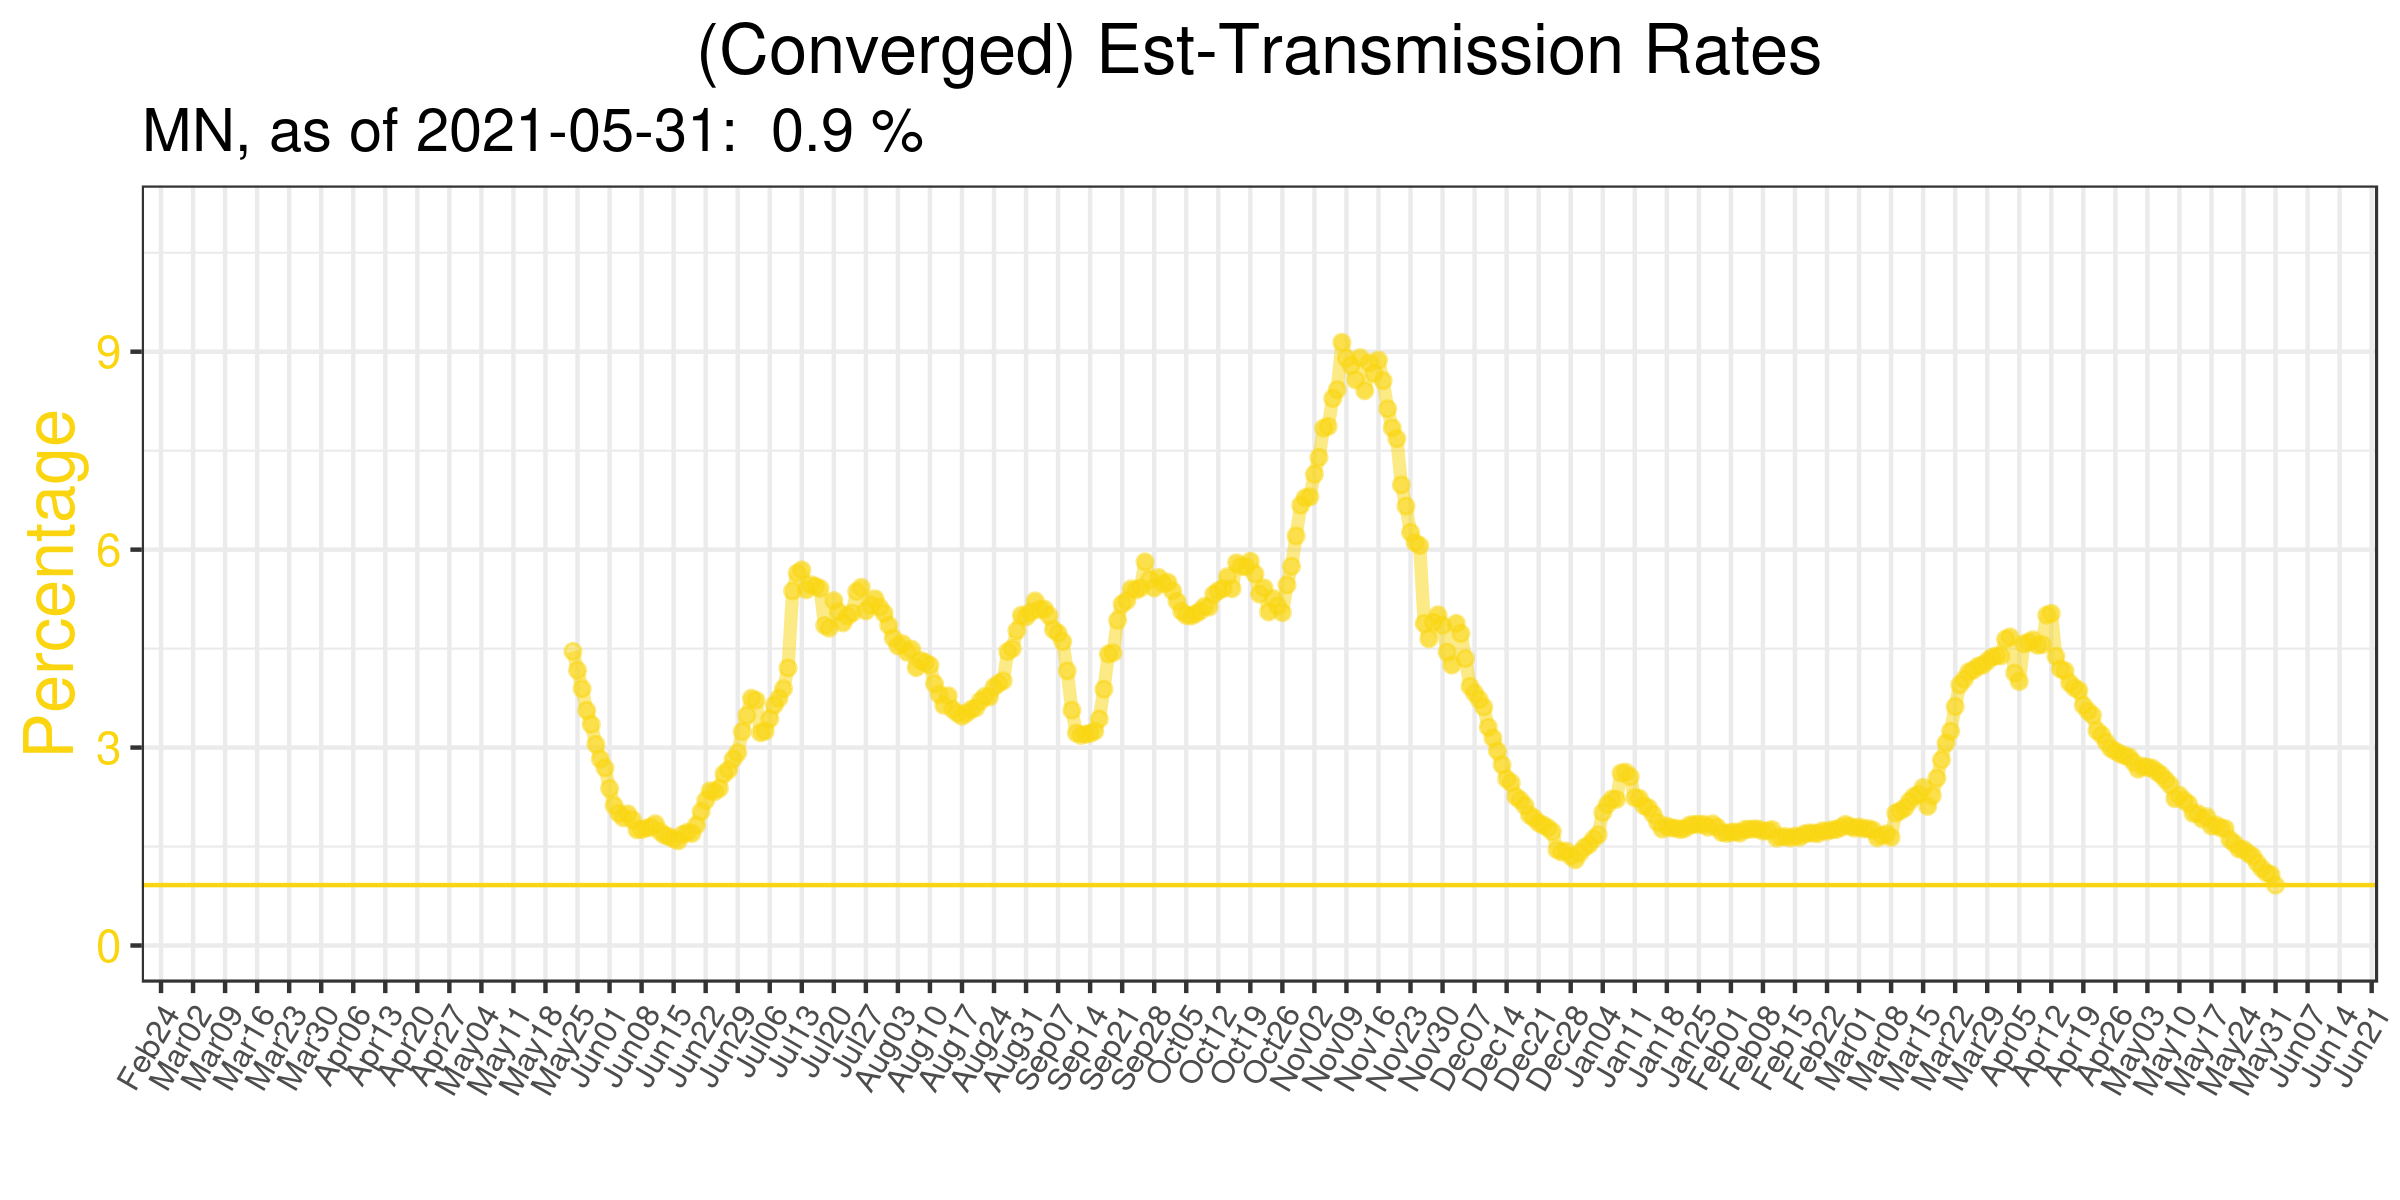 (Converged) Est-Transmission Rates
MN, as of 2021-05-31:  0.9 %
Percentage
9
6
3
0
Feb24 Mar02 Mar09 Mar16 Mar23 Mar30 Apr06 Apr13 Apr20 Apr27 May04 May11 May18 May25 Jun01 Jun08 Jun15 Jun22 Jun29 Jul06 Jul13 Jul20 Jul27 Aug03 Aug10 Aug17 Aug24 Aug31 Sep07 Sep14 Sep21 Sep28 Oct05 Oct12 Oct19 Oct26 Nov02 Nov09 Nov16 Nov23 Nov30 Dec07 Dec14 Dec21 Dec28 Jan04 Jan11 Jan18 Jan25 Feb01 Feb08 Feb15 Feb22 Mar01 Mar08 Mar15 Mar22 Mar29 Apr05 Apr12 Apr19 Apr26 May03 May10 May17 May24 May31 Jun07 Jun14 Jun21